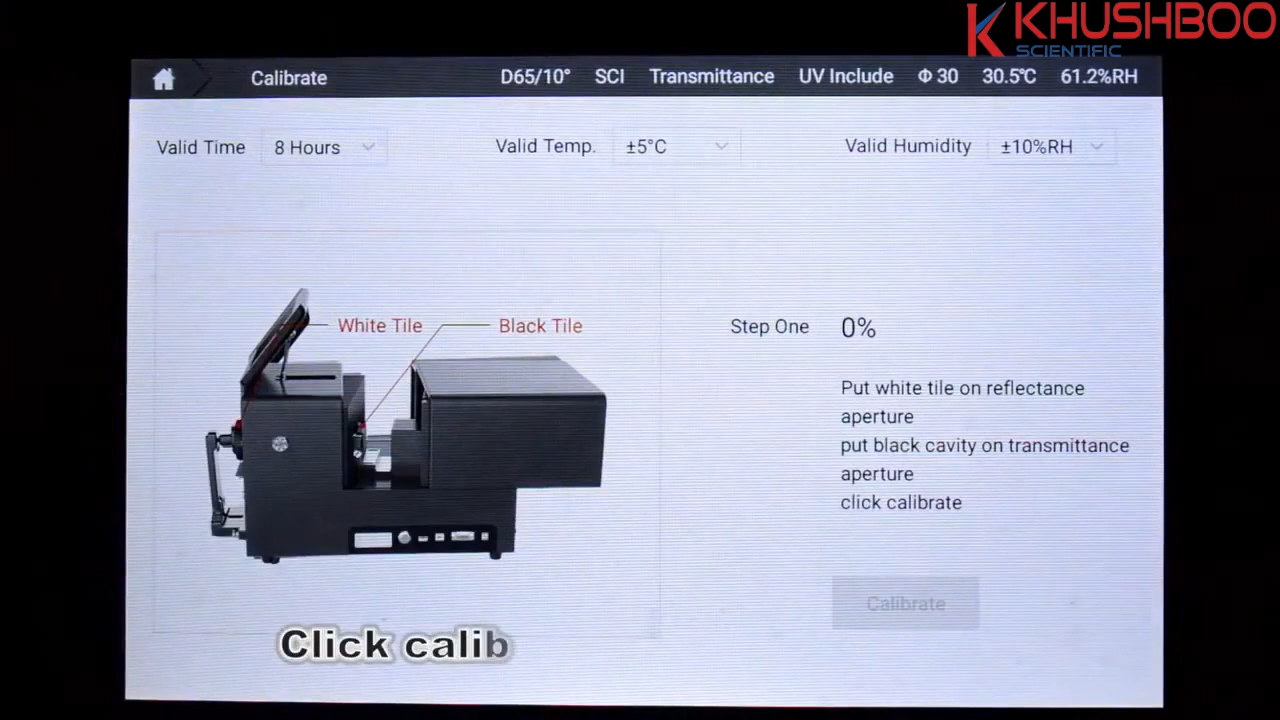 KHUSHBOO
SCIENTIFIC
Calibrate D65/10° SCI Transmittance UV Include Φ 30 30.5℃ 61.2%RH
Valid Time 8 Hours Valid Temp. ±5°C Valid Humidity ±10%RH
White Tile Black Tile
Step One 0%
Put white tile on reflectance
aperture
put black cavity on transmittance
aperture
click calibrate
Calibrate
Click calib